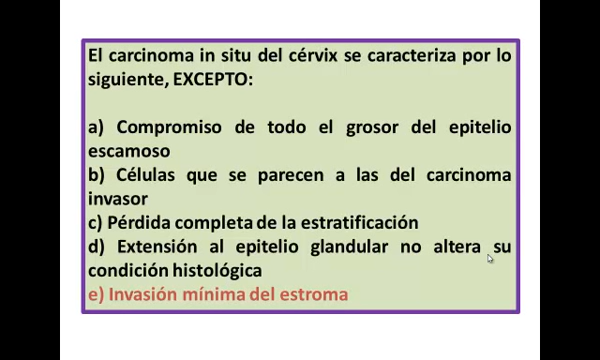 El carcinoma in situ del cérvix se caracteriza por lo
siguiente, EXCEPTO:
a) Compromiso de todo el grosor del epitelio
escamoso
b) Células que se parecen a las del carcinoma
invasor
c) Pérdida completa de la estratificación
d) Extensión al epitelio glandular no altera su
condición histológica
e) Invasión mínima del estroma